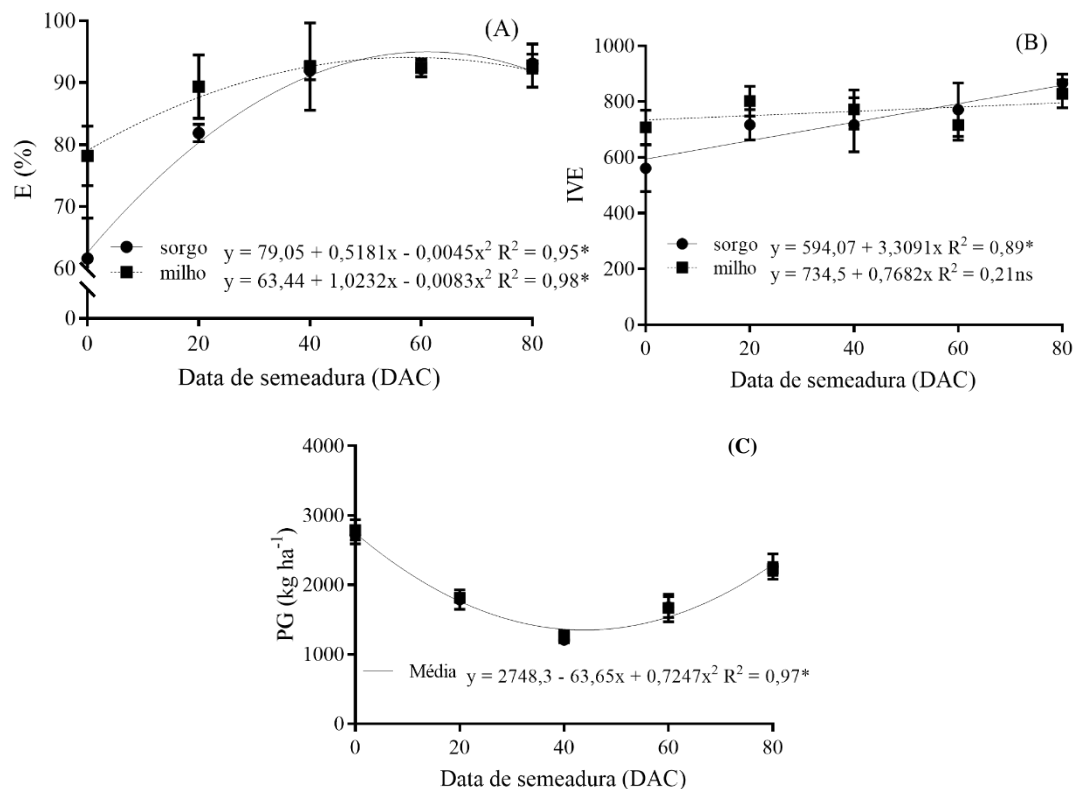 (A)
100
90
80
70
60
0
E (%)
sorgo y = 79,05 + 0,5181x - 0,0045x² R² = 0,95*
milho y = 63,44 + 1,0232x - 0,0083x² R² = 0,98*
0 20 40 60 80
Data de semeadura (DAC)
(B)
1000
800
600
400
200
0
IVE
sorgo y = 594,07 + 3,3091x R² = 0,89*
milho y = 734,5 + 0,7682x R² = 0,21ns
0 20 40 60 80
Data de semeadura (DAC)
(C)
4000
3000
2000
1000
0
PG (kg ha⁻¹)
Média y = 2748,3 - 63,65x + 0,7247x² R² = 0,97*
0 20 40 60 80
Data de semeadura (DAC)